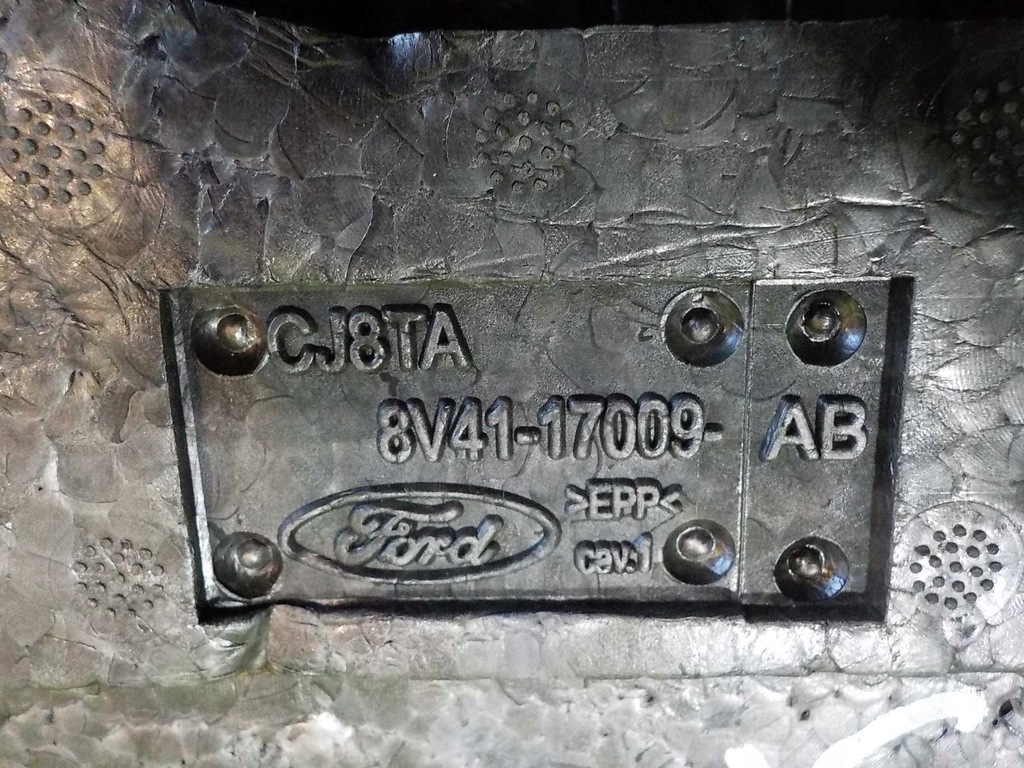 CJ8TA
8V41-17009- AB
Ford
>EPP<
cav.1